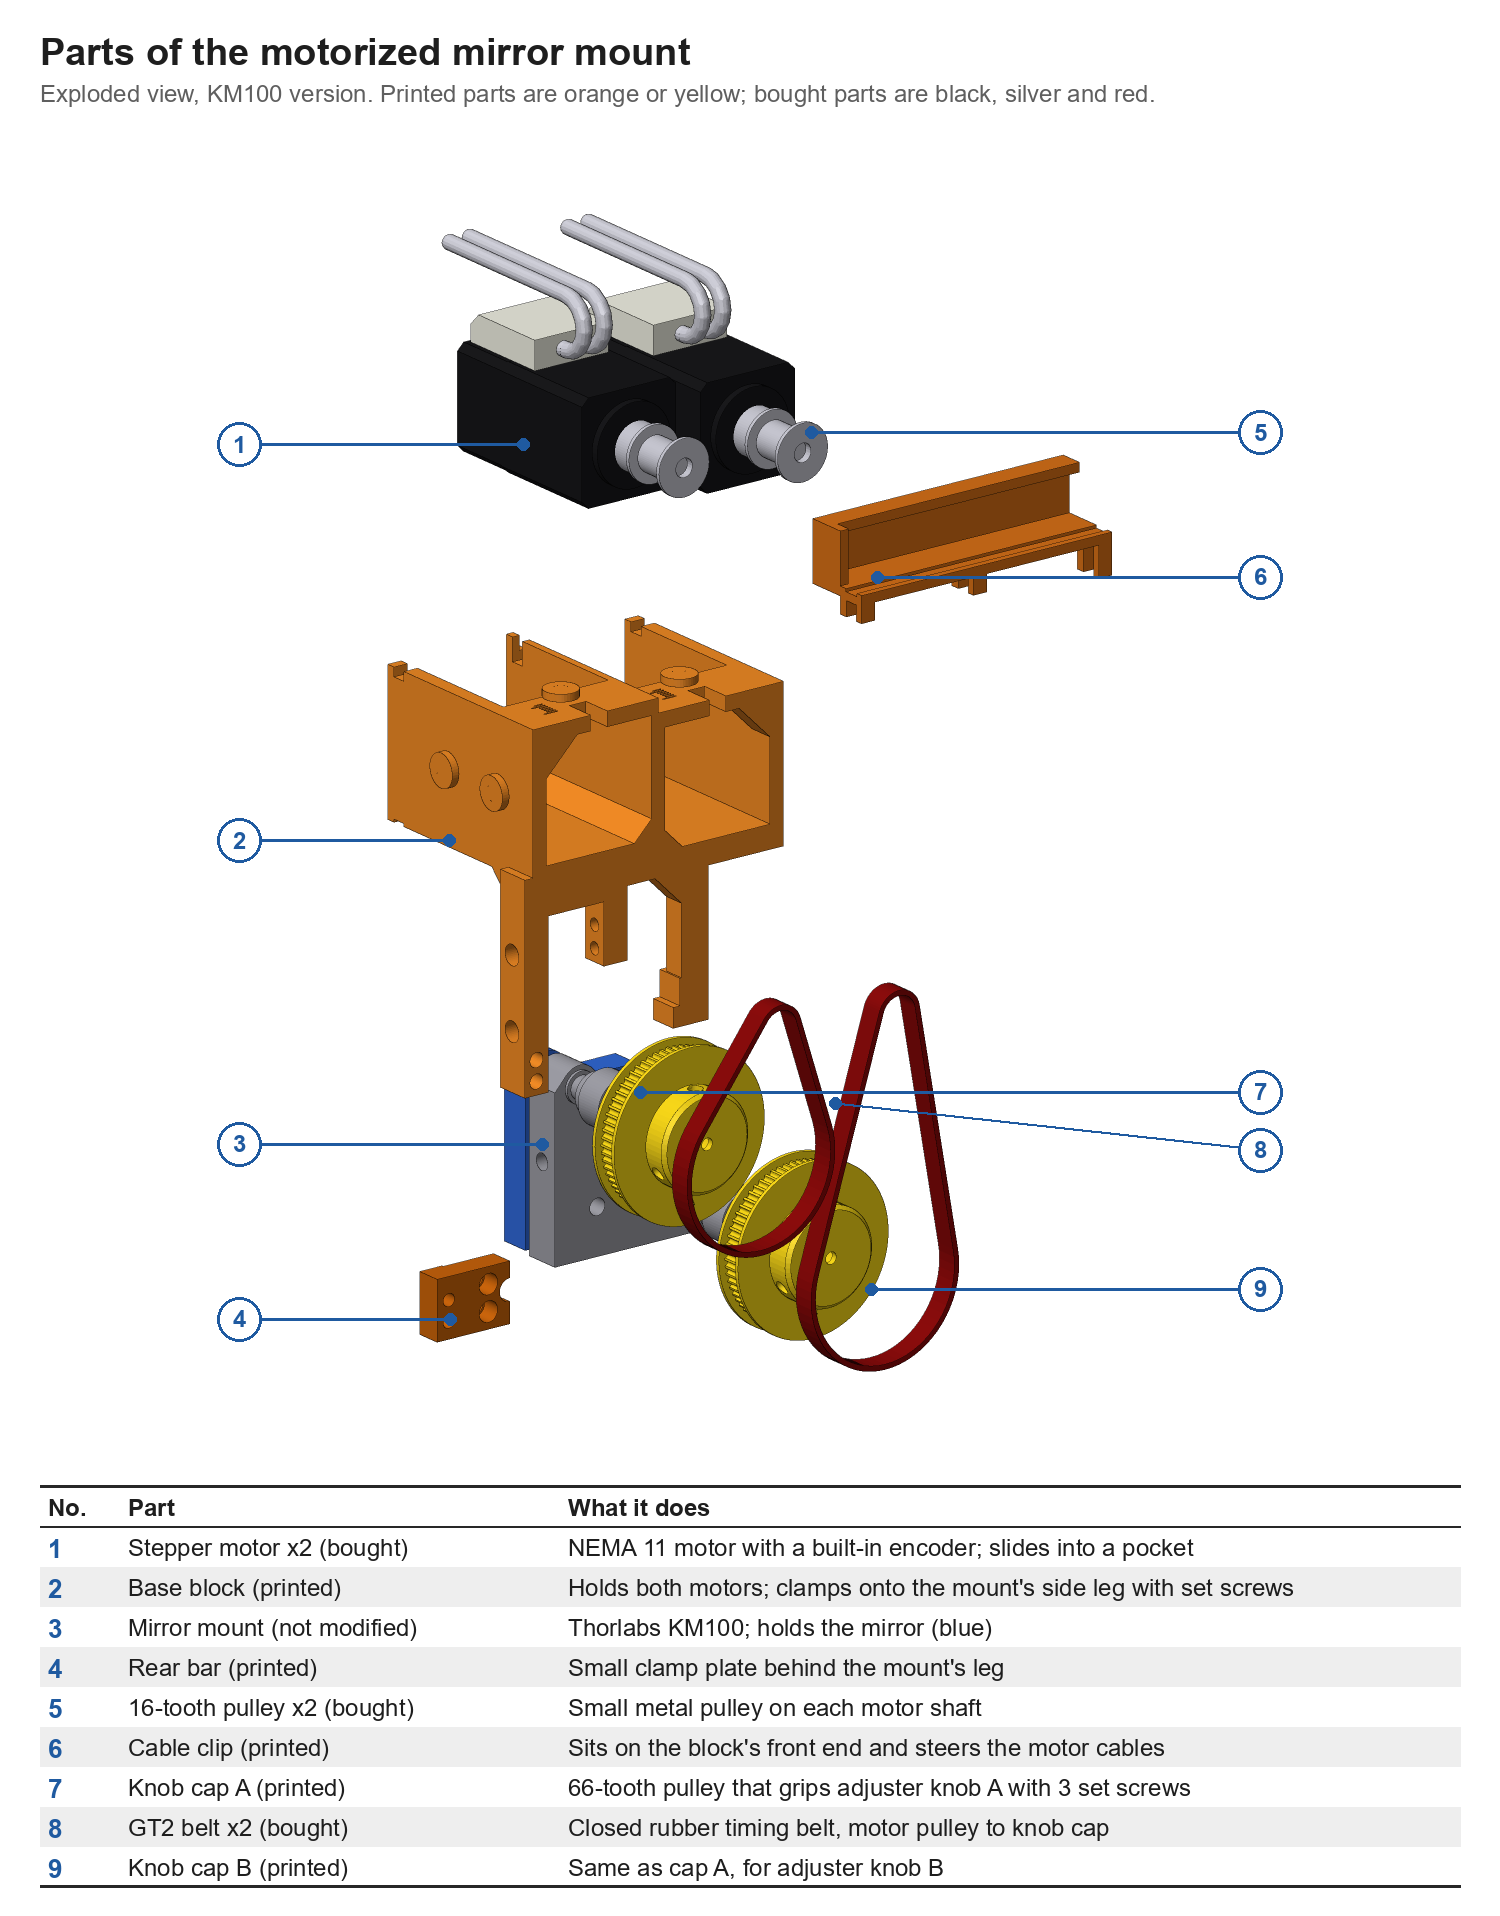 Parts of the motorized mirror mount
Exploded view, KM100 version. Printed parts are orange or yellow; bought parts are black, silver and red.
1
5
6
2
7
3
8
9
4
No. Part What it does
1 Stepper motor x2 (bought) NEMA 11 motor with a built-in encoder; slides into a pocket
2 Base block (printed) Holds both motors; clamps onto the mount's side leg with set screws
3 Mirror mount (not modified) Thorlabs KM100; holds the mirror (blue)
4 Rear bar (printed) Small clamp plate behind the mount's leg
5 16-tooth pulley x2 (bought) Small metal pulley on each motor shaft
6 Cable clip (printed) Sits on the block's front end and steers the motor cables
7 Knob cap A (printed) 66-tooth pulley that grips adjuster knob A with 3 set screws
8 GT2 belt x2 (bought) Closed rubber timing belt, motor pulley to knob cap
9 Knob cap B (printed) Same as cap A, for adjuster knob B